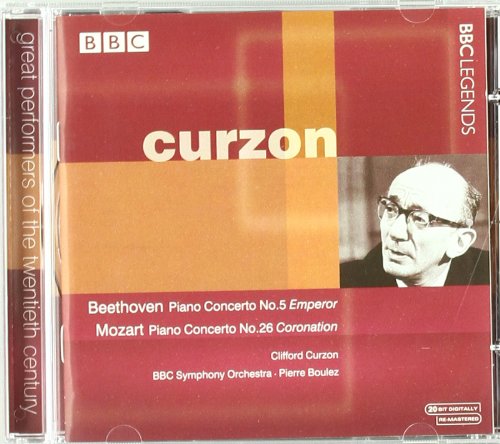 great performers of the twentieth century
BBC
BBC LEGENDS
curzon
Beethoven Piano Concerto No.5 Emperor
Mozart Piano Concerto No.26 Coronation
Clifford Curzon
BBC Symphony Orchestra · Pierre Boulez
20 BIT DIGITALLY
RE-MASTERED